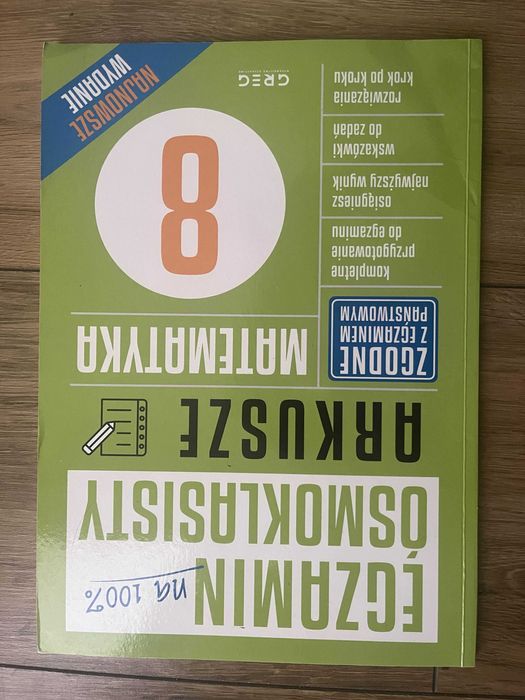 EGZAMIN
na 100%
ÓSMOKLASISTY
ARKUSZE
MATEMATYKA
ZGODNE
Z EGZAMINEM
PAŃSTWOWYM
kompletne
przygotowanie
do egzaminu
osiągniesz
najwyższy wynik
wskazówki
do zadań
rozwiązania
krok po kroku
8
GREG
NAJNOWSZE
WYDANIE